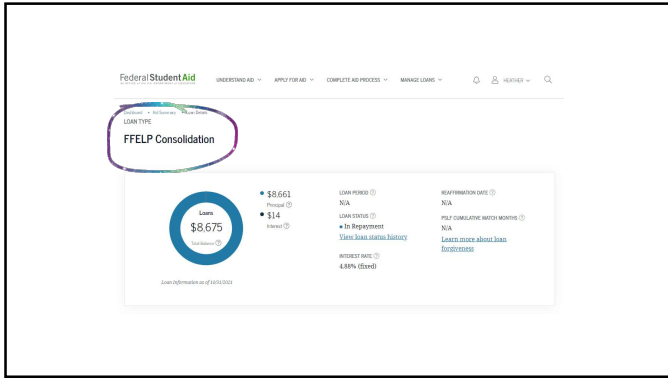 Federal Student Aid
UNDERSTAND AID
APPLY FOR AID
COMPLETE AID PROCESS
MANAGE LOANS
HEATHER
Dashboard • Aid Summary • Loan Details
LOAN TYPE
FFELP Consolidation
Loans
$8,675
Total Balance
$8,661
Principal
$14
Interest
Loan Information as of 10/31/2021
LOAN PERIOD
N/A
LOAN STATUS
• In Repayment
View loan status history
INTEREST RATE
4.88% (fixed)
REAFFIRMATION DATE
N/A
PSLF CUMULATIVE MATCH MONTHS
N/A
Learn more about loan
forgiveness